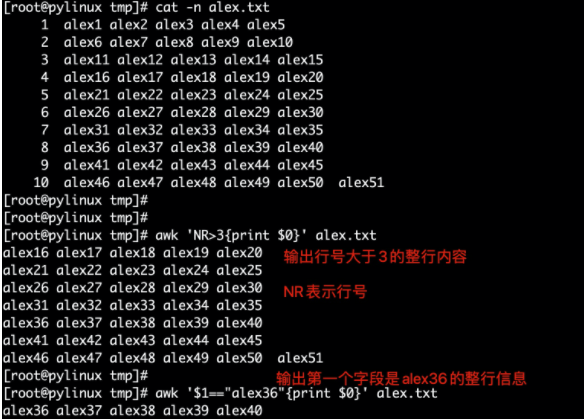 [root@pylinux tmp]# cat -n alex.txt
1 alex1 alex2 alex3 alex4 alex5
2 alex6 alex7 alex8 alex9 alex10
3 alex11 alex12 alex13 alex14 alex15
4 alex16 alex17 alex18 alex19 alex20
5 alex21 alex22 alex23 alex24 alex25
6 alex26 alex27 alex28 alex29 alex30
7 alex31 alex32 alex33 alex34 alex35
8 alex36 alex37 alex38 alex39 alex40
9 alex41 alex42 alex43 alex44 alex45
10 alex46 alex47 alex48 alex49 alex50 alex51
[root@pylinux tmp]#
[root@pylinux tmp]#
[root@pylinux tmp]# awk 'NR>3{print $0}' alex.txt
alex16 alex17 alex18 alex19 alex20 输出行号大于3的整行内容
alex21 alex22 alex23 alex24 alex25
alex26 alex27 alex28 alex29 alex30 NR表示行号
alex31 alex32 alex33 alex34 alex35
alex36 alex37 alex38 alex39 alex40
alex41 alex42 alex43 alex44 alex45
alex46 alex47 alex48 alex49 alex50 alex51
[root@pylinux tmp]# 输出第一个字段是alex36的整行信息
[root@pylinux tmp]# awk '$1=="alex36"{print $0}' alex.txt
alex36 alex37 alex38 alex39 alex40